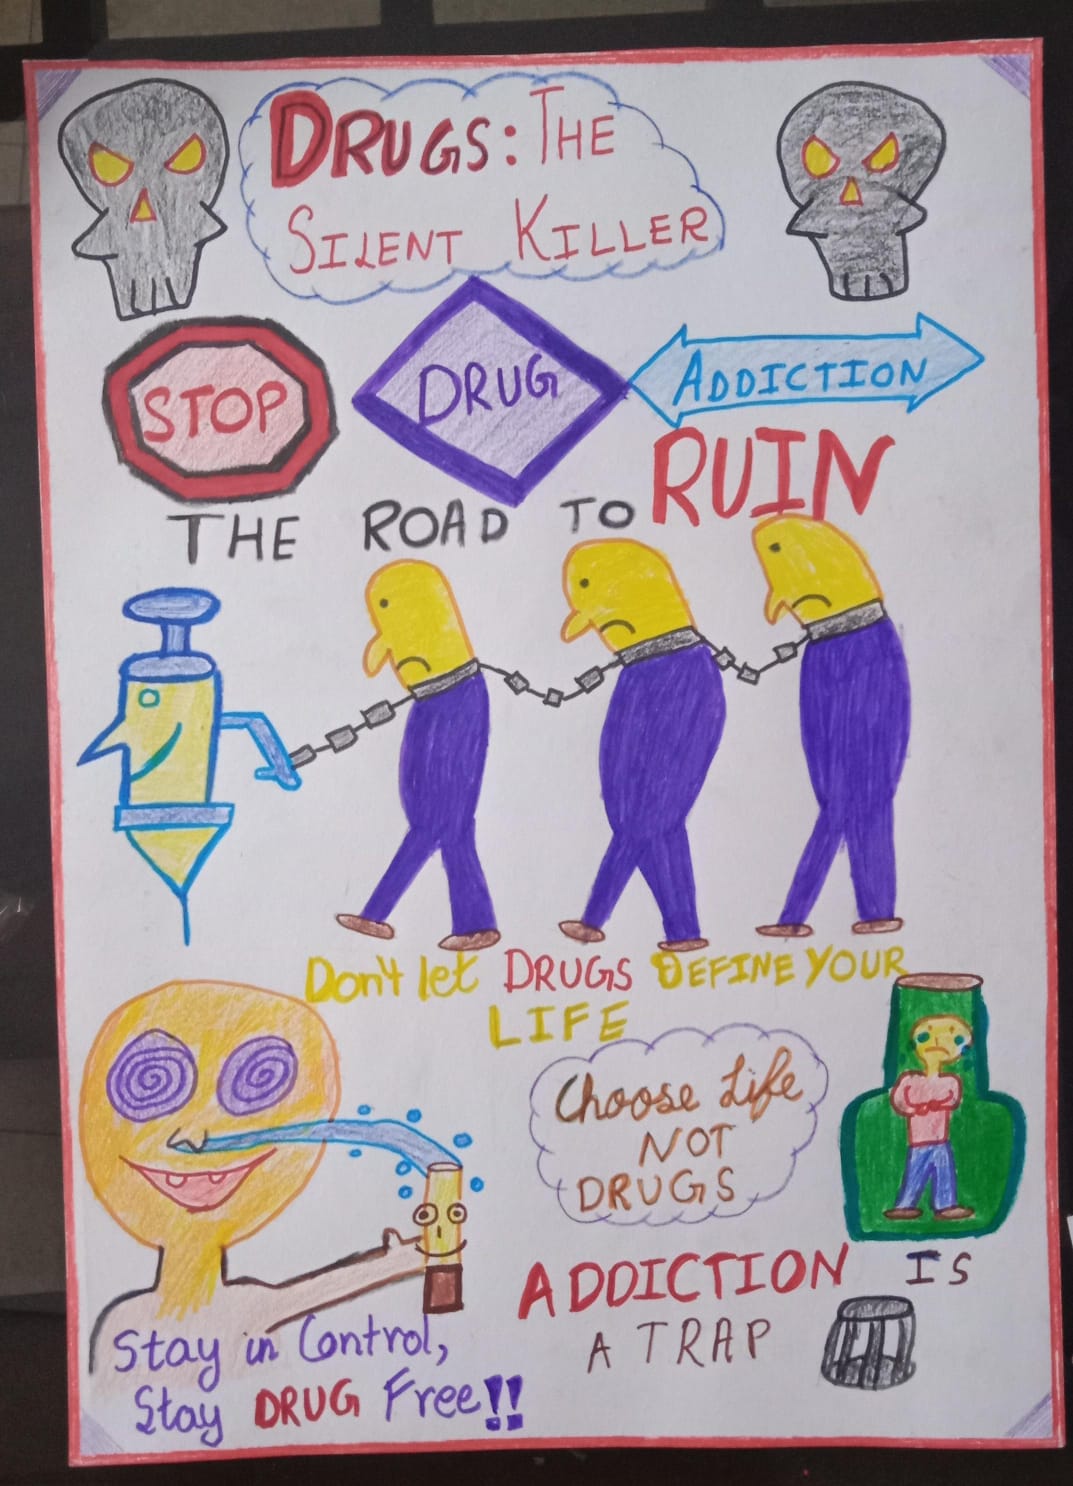 DRUGS: THE
SILENT KILLER
STOP DRUG ADDICTION
THE ROAD TO RUIN
Don't let DRUGS DEFINE YOUR
LIFE
Choose Life
NOT
DRUGS
ADDICTION IS
A TRAP
Stay in Control,
Stay DRUG Free!!